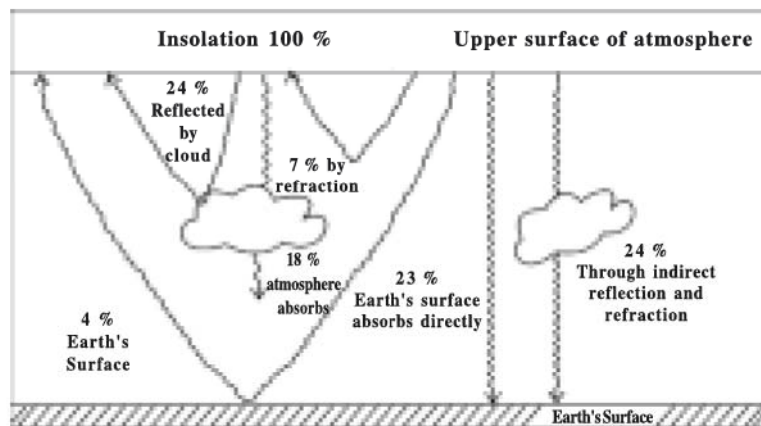 Insolation 100 %
Upper surface of atmosphere
24 %
Reflected
by
cloud
7 % by
refraction
18 %
atmosphere
absorbs
23 %
Earth's surface
absorbs directly
24 %
Through indirect
reflection and
refraction
4 %
Earth's
Surface
Earth's Surface